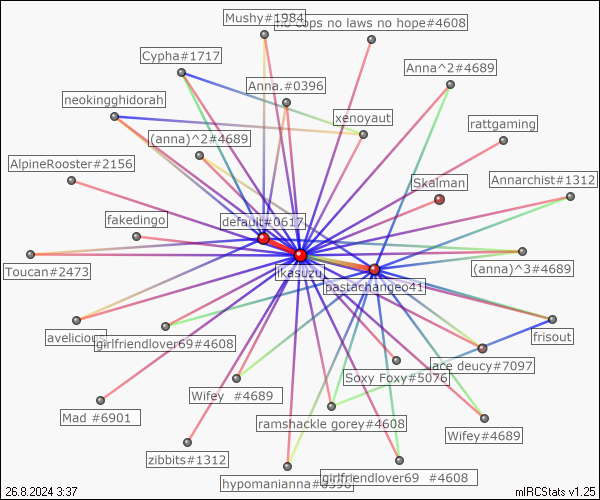 Mushy#1984
no cops no laws no hope#4608
Cypha#1717
Anna^2#4689
Anna.#0396
neokingghidorah
xenoyaut
rattgaming
(anna)^2#4689
AlpineRooster#2156
Skalman
Annarchist#1312
fakedingo
default#0617
Toucan#2473
ikasuzu
(anna)^3#4689
pastachangeo41
avelicious
girlfriendlover69#4608
frisout
ace deucy#7097
Soxy Foxy#5076
Wifey  #4689
Mad #6901
ramshackle gorey#4608
Wifey#4689
zibbits#1312
hypomanianna#0396
girlfriendlover69  #4608
26.8.2024 3:37
mIRCStats v1.25